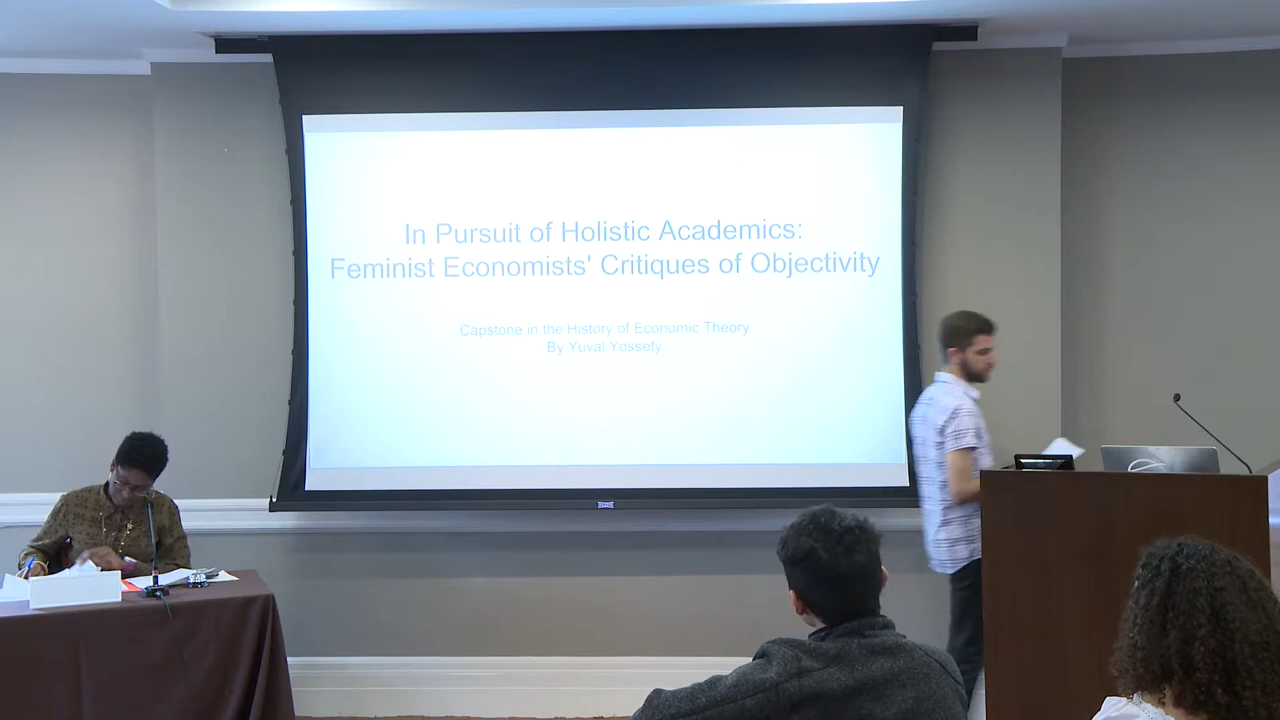 In Pursuit of Holistic Academics:
Feminist Economists' Critiques of Objectivity
Capstone in the History of Economic Theory
By Yuval Yossefy